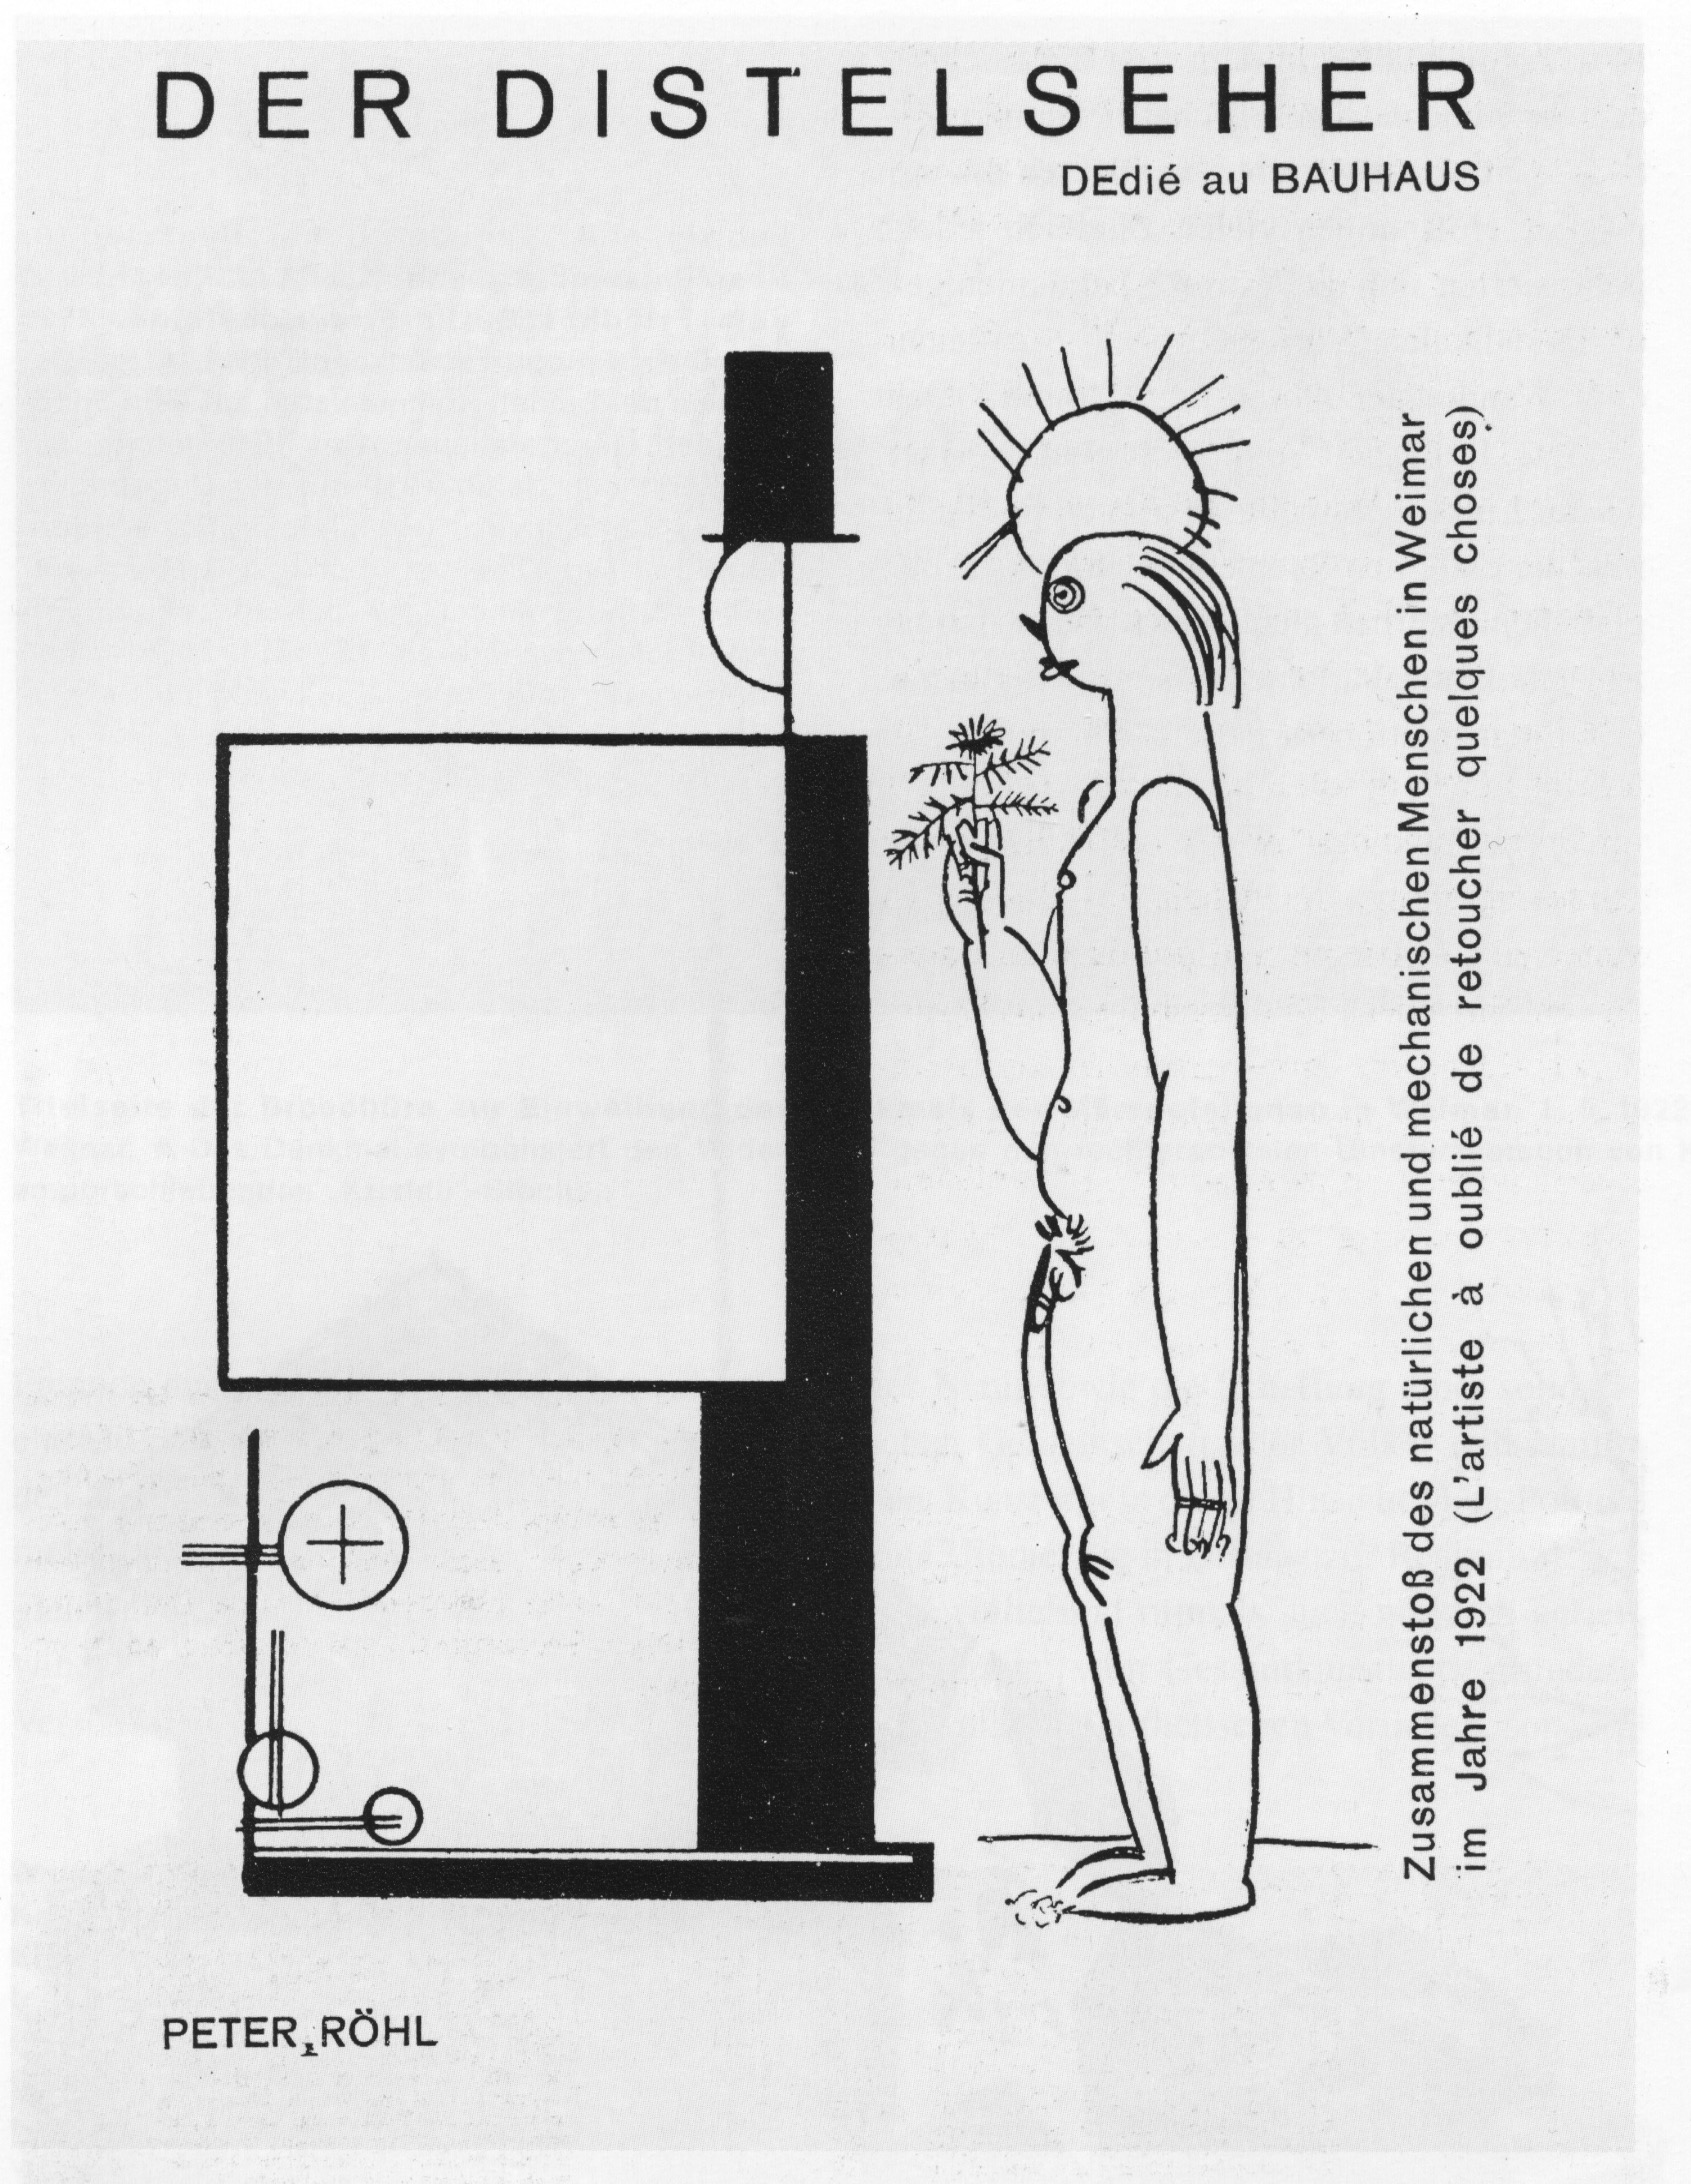 DER DISTELSEHER
DEdié au BAUHAUS
Zusammenstoß des natürlichen und mechanischen Menschen in Weimar
im Jahre 1922 (L'artiste à oublié de retoucher quelques choses)
PETER RÖHL